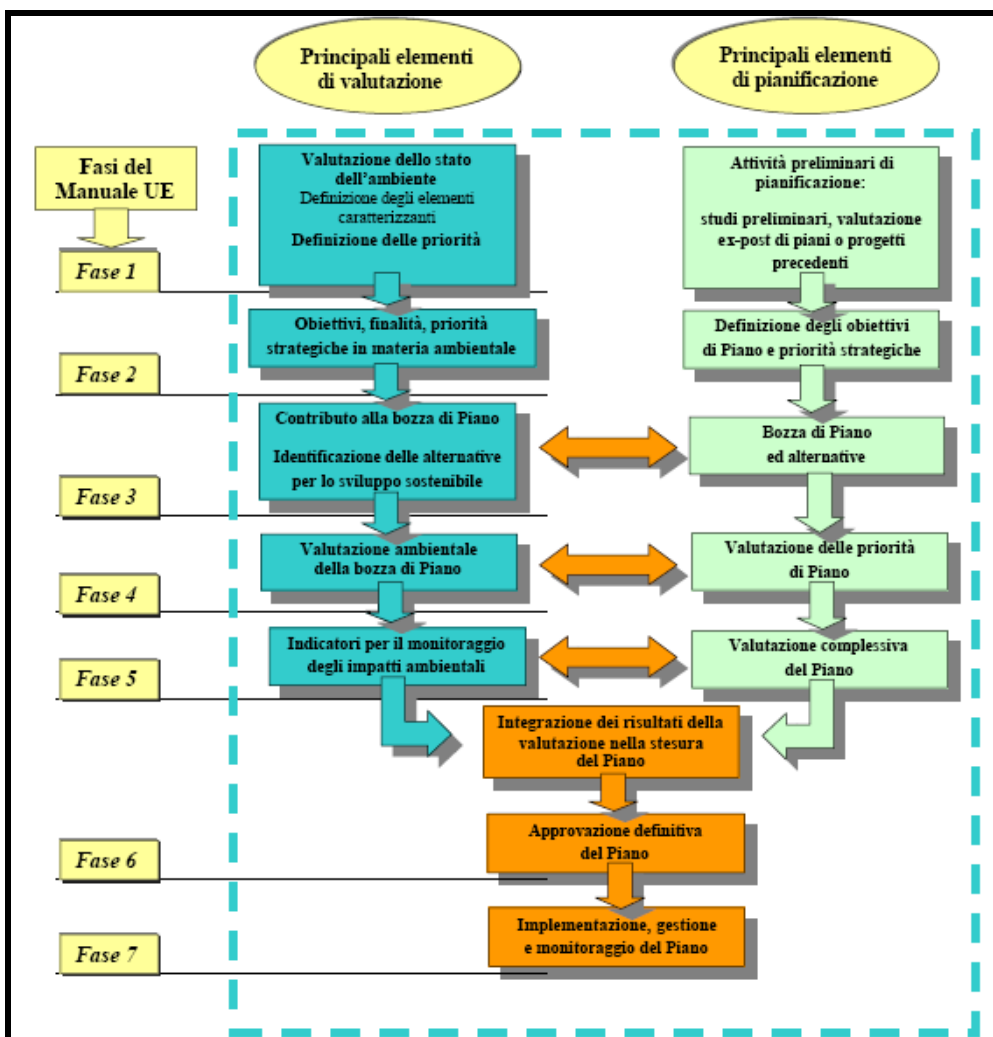 Principali elementi
di valutazione
Principali elementi
di pianificazione
Fasi del
Manuale UE
Valutazione dello stato
dell'ambiente
Definizione degli elementi
caratterizzanti
Definizione delle priorità
Attività preliminari di
pianificazione:
studi preliminari, valutazione
ex-post di piani o progetti
precedenti
Fase 1
Obiettivi, finalità, priorità
strategiche in materia ambientale
Definizione degli obiettivi
di Piano e priorità strategiche
Fase 2
Contributo alla bozza di Piano
Identificazione delle alternative
per lo sviluppo sostenibile
Bozza di Piano
ed alternative
Fase 3
Valutazione ambientale
della bozza di Piano
Valutazione delle priorità
di Piano
Fase 4
Indicatori per il monitoraggio
degli impatti ambientali
Valutazione complessiva
del Piano
Fase 5
Integrazione dei risultati della
valutazione nella stesura
del Piano
Approvazione definitiva
del Piano
Fase 6
Implementazione, gestione
e monitoraggio del Piano
Fase 7